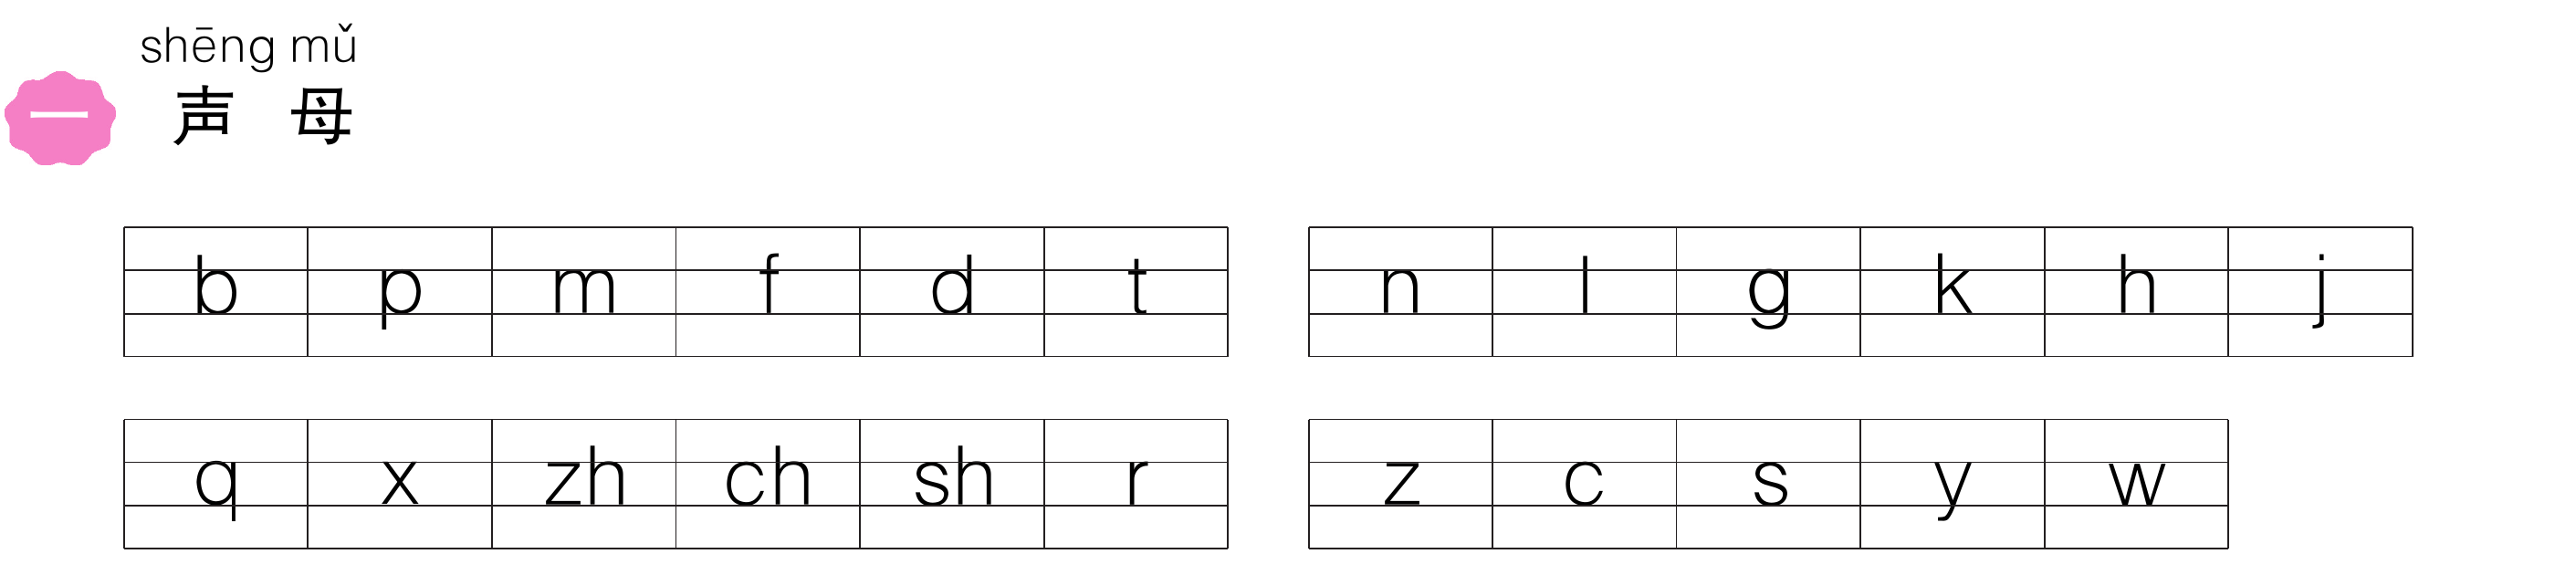 shēng mǔ
一 声 母
b p m f d t n l g k h j
q x zh ch sh r z c s y w